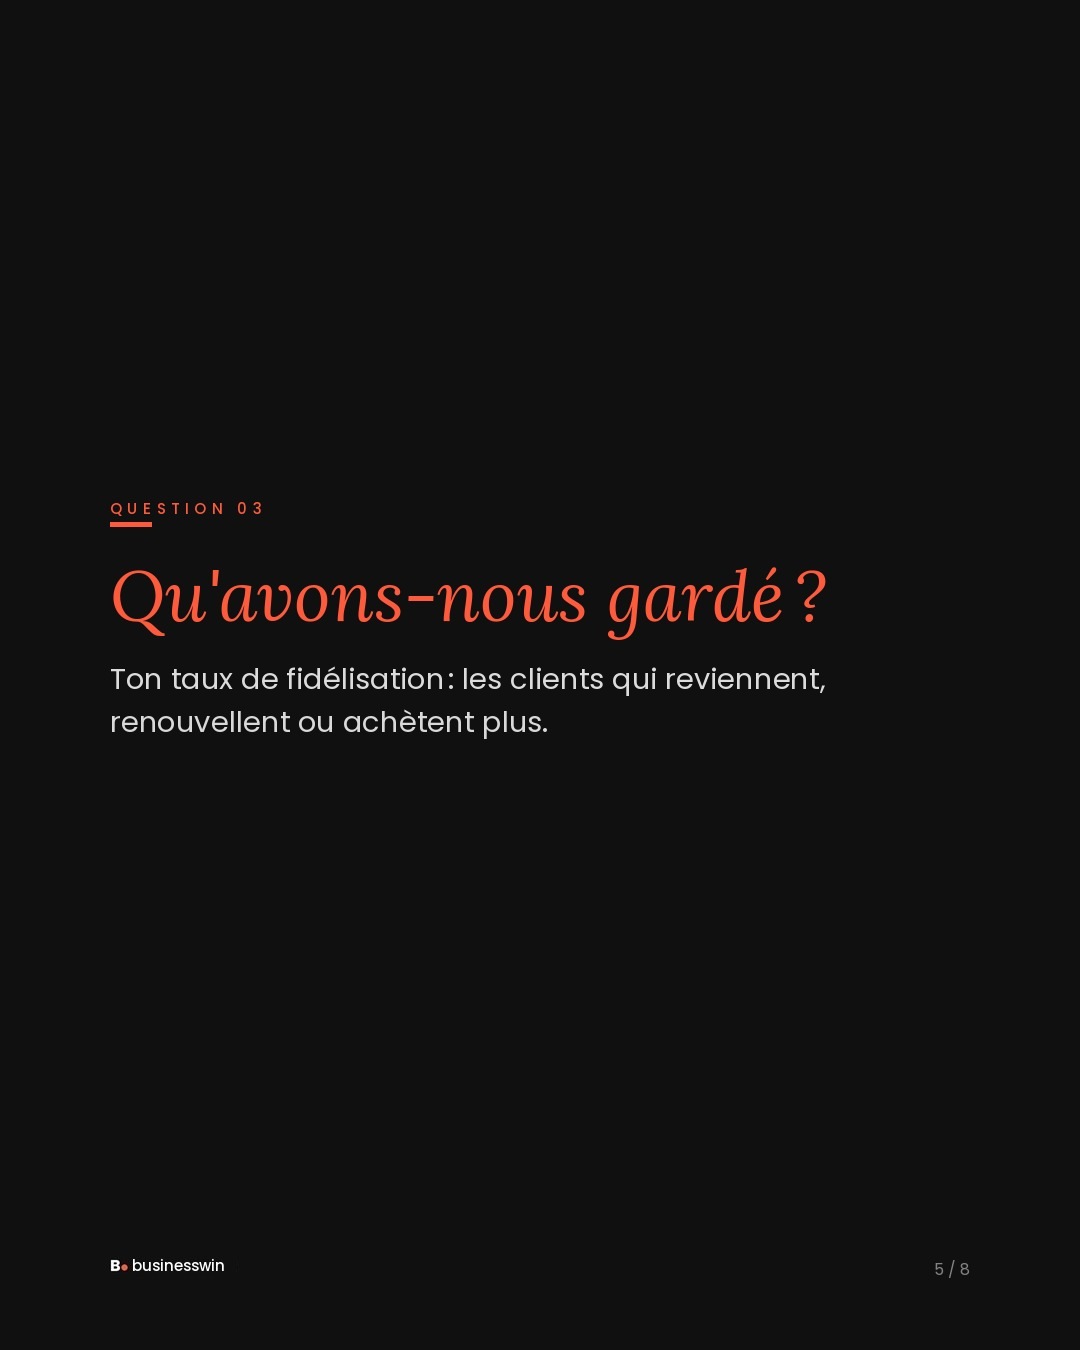 QUESTION 03
Qu'avons-nous gardé ?
Ton taux de fidélisation : les clients qui reviennent,
renouvellent ou achètent plus.
B• businesswin
5 / 8